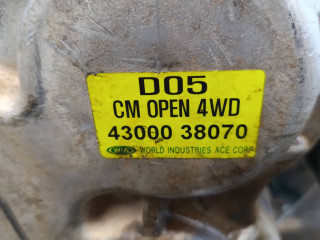 D05
CM OPEN 4WD
43000 38070
WIA WORLD INDUSTRIES ACE CORP.